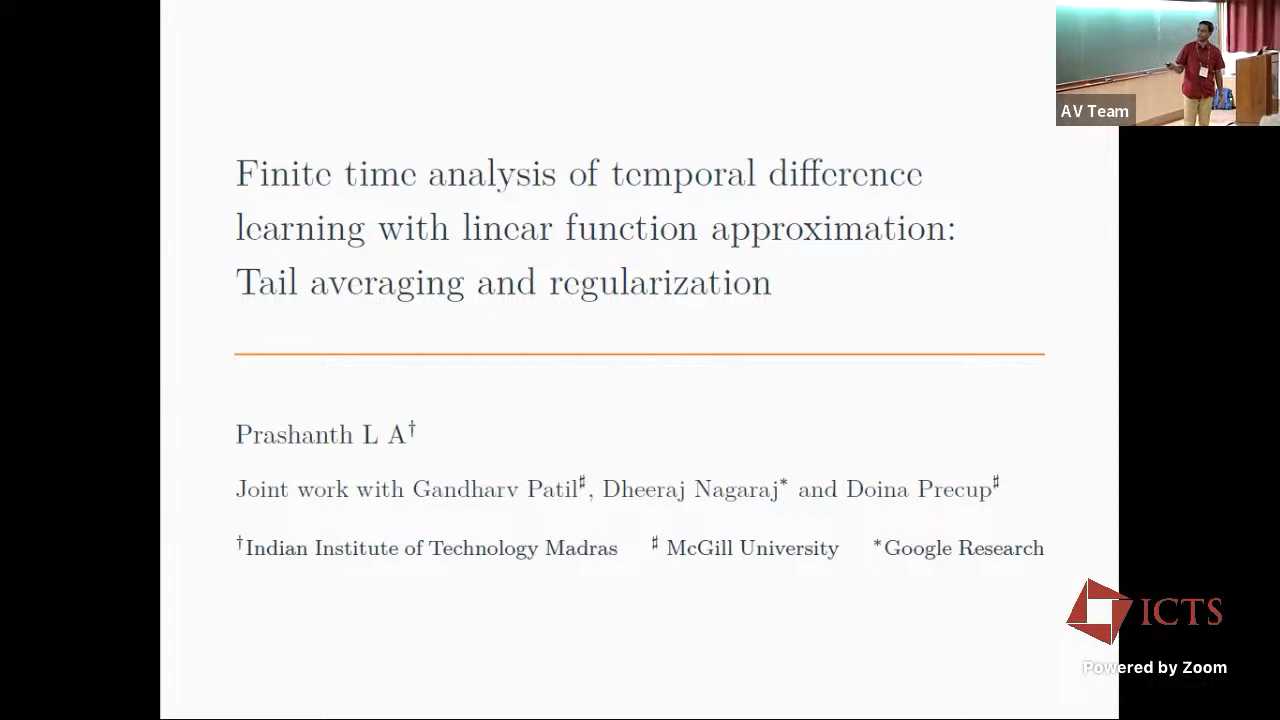 AV Team
Finite time analysis of temporal difference
learning with linear function approximation:
Tail averaging and regularization
Prashanth L A†
Joint work with Gandharv Patil♯, Dheeraj Nagaraj* and Doina Precup♯
†Indian Institute of Technology Madras ♯ McGill University *Google Research
ICTS
Powered by Zoom